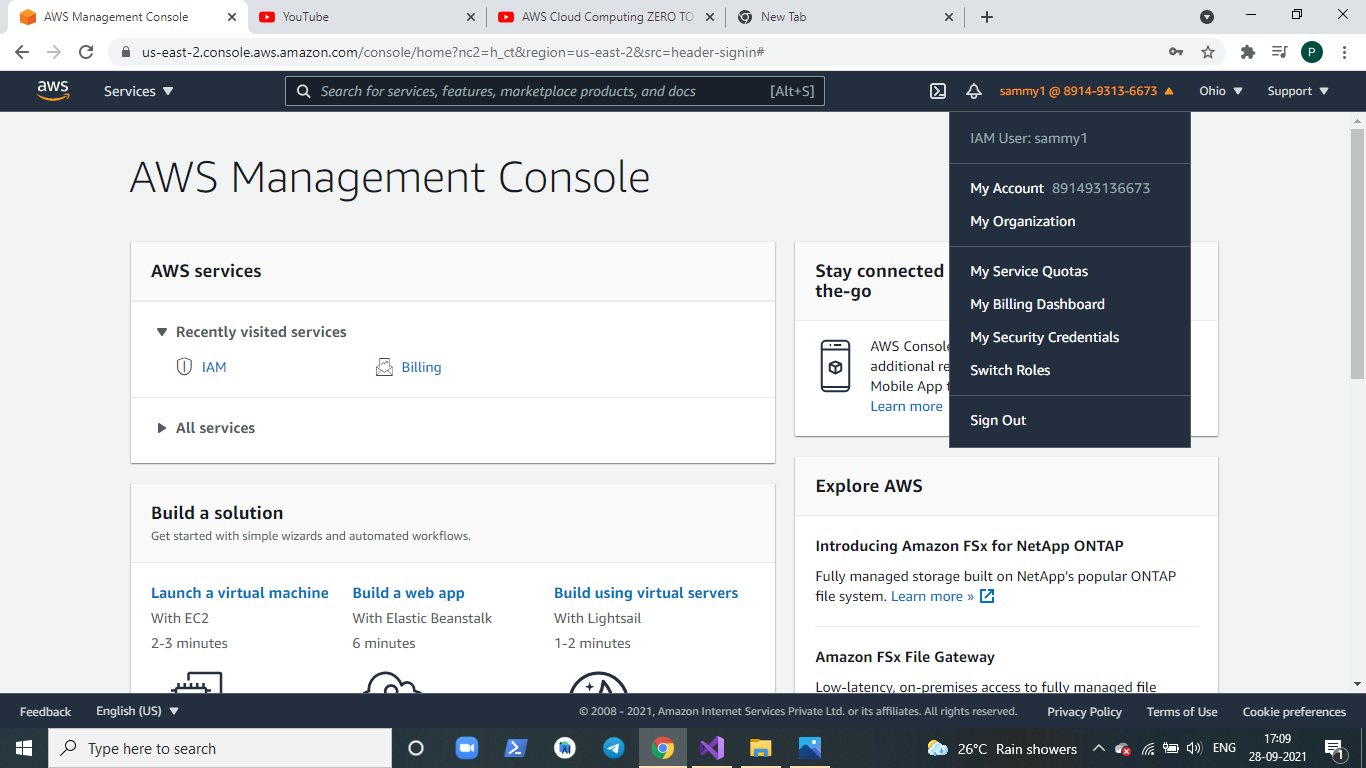 AWS Management Console
YouTube
AWS Cloud Computing ZERO TO
New Tab
us-east-2.console.aws.amazon.com/console/home?nc2=h_ct&region=us-east-2&src=header-signin#
P
aws
Services
Search for services, features, marketplace products, and docs [Alt+S]
sammy1 @ 8914-9313-6673
Ohio
Support
IAM User: sammy1
My Account 891493136673
My Organization
My Service Quotas
My Billing Dashboard
My Security Credentials
Switch Roles
Sign Out
AWS Management Console
AWS services
Recently visited services
IAM
Billing
All services
Stay connected
the-go
AWS Console
additional re
Mobile App t
Learn more
Build a solution
Get started with simple wizards and automated workflows.
Launch a virtual machine
With EC2
2-3 minutes
Build a web app
With Elastic Beanstalk
6 minutes
Build using virtual servers
With Lightsail
1-2 minutes
Explore AWS
Introducing Amazon FSx for NetApp ONTAP
Fully managed storage built on NetApp's popular ONTAP
file system. Learn more »
Amazon FSx File Gateway
Low-latency, on-premises access to fully managed file
Feedback
English (US)
© 2008 - 2021, Amazon Internet Services Private Ltd. or its affiliates. All rights reserved.
Privacy Policy
Terms of Use
Cookie preferences
Type here to search
26°C Rain showers
ENG
17:09
28-09-2021
1